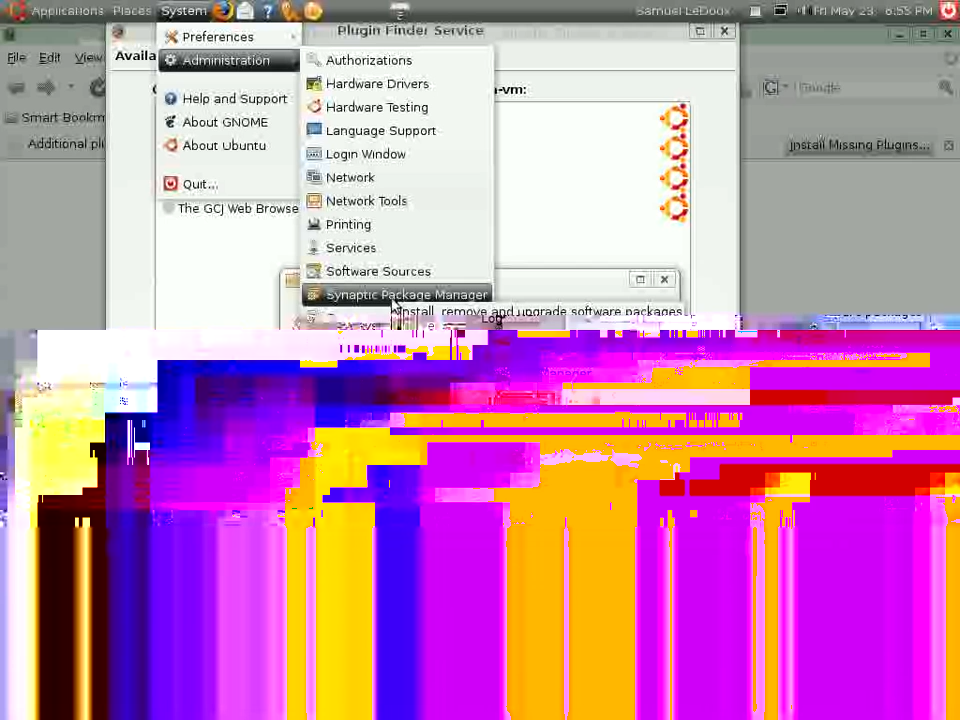 Applications Places System Samuel LeDoux Fri May 23, 6:55 PM
Preferences
Administration
Help and Support
About GNOME
About Ubuntu
Quit...
Authorizations
Hardware Drivers
Hardware Testing
Language Support
Login Window
Network
Network Tools
Printing
Services
Software Sources
Synaptic Package Manager
Install, remove and upgrade software packages
Plugin Finder Service
File Edit View
Google
Smart Bookm
Additional pl
Install Missing Plugins...
Availa
-vm:
The GCJ Web Browse
Manager